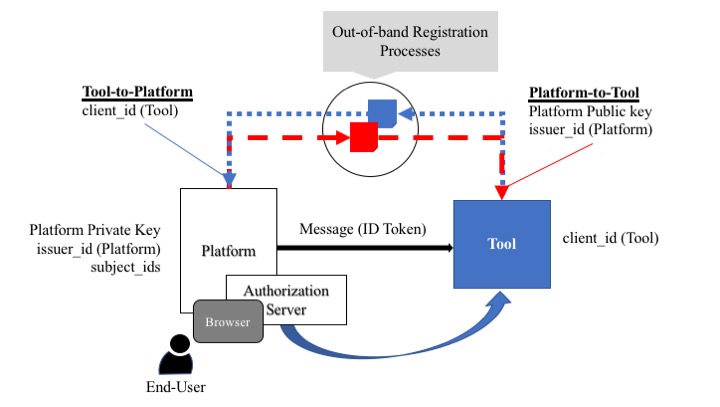 Out-of-band Registration
Processes
Tool-to-Platform
client_id (Tool)
Platform-to-Tool
Platform Public key
issuer_id (Platform)
Platform Private Key
issuer_id (Platform)
subject_ids
Platform
Message (ID Token)
Tool
client_id (Tool)
Authorization
Server
Browser
End-User